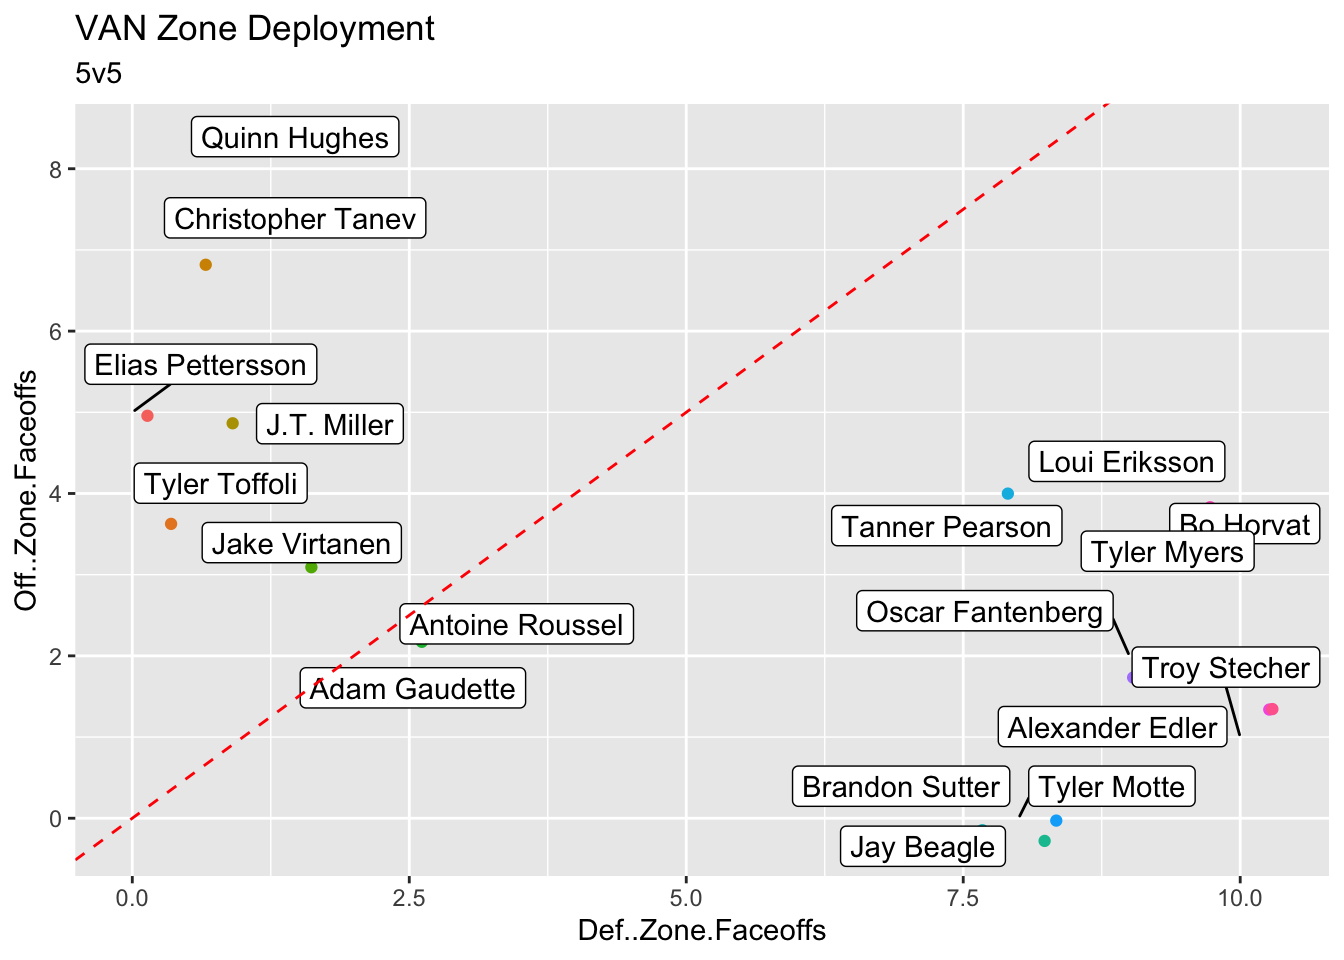 VAN Zone Deployment
5v5
Quinn Hughes
Christopher Tanev
Elias Pettersson
J.T. Miller
Tyler Toffoli
Jake Virtanen
Antoine Roussel
Adam Gaudette
Loui Eriksson
Tanner Pearson
Bo Horvat
Tyler Myers
Oscar Fantenberg
Troy Stecher
Alexander Edler
Brandon Sutter
Tyler Motte
Jay Beagle
8
6
4
2
0
Off..Zone.Faceoffs
0.0
2.5
5.0
7.5
10.0
Def..Zone.Faceoffs